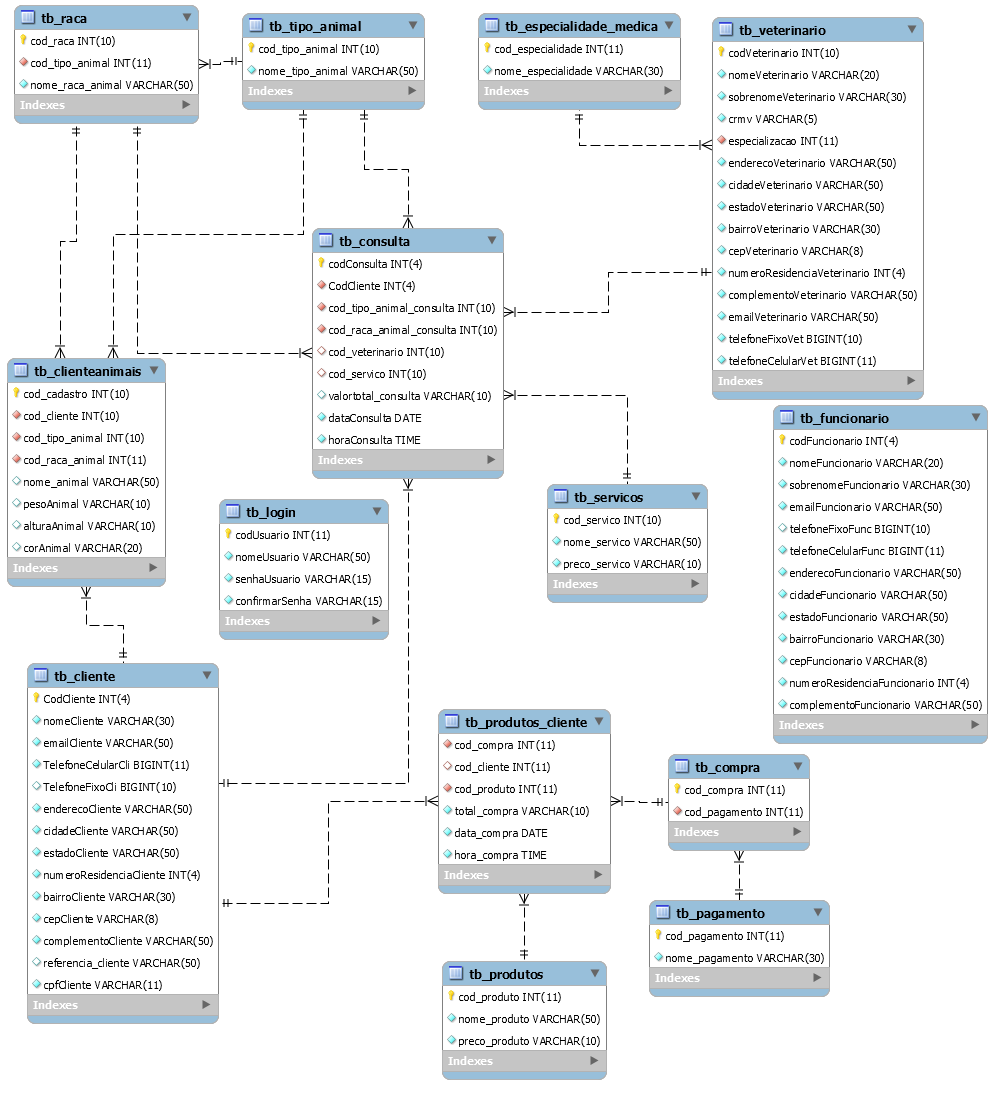 tb_raca
cod_raca INT(10)
cod_tipo_animal INT(11)
nome_raca_animal VARCHAR(50)
Indexes
tb_tipo_animal
cod_tipo_animal INT(10)
nome_tipo_animal VARCHAR(50)
Indexes
tb_especialidade_medica
cod_especialidade INT(11)
nome_especialidade VARCHAR(30)
Indexes
tb_veterinario
codVeterinario INT(10)
nomeVeterinario VARCHAR(20)
sobrenomeVeterinario VARCHAR(30)
crmv VARCHAR(5)
especializacao INT(11)
enderecoVeterinario VARCHAR(50)
cidadeVeterinario VARCHAR(50)
estadoVeterinario VARCHAR(50)
bairroVeterinario VARCHAR(30)
cepVeterinario VARCHAR(8)
numeroResidenciaVeterinario INT(4)
complementoVeterinario VARCHAR(50)
emailVeterinario VARCHAR(50)
telefoneFixoVet BIGINT(10)
telefoneCelularVet BIGINT(11)
Indexes
tb_consulta
codConsulta INT(4)
CodCliente INT(4)
cod_tipo_animal_consulta INT(10)
cod_raca_animal_consulta INT(10)
cod_veterinario INT(10)
cod_servico INT(10)
valortotal_consulta VARCHAR(10)
dataConsulta DATE
horaConsulta TIME
Indexes
tb_clienteanimais
cod_cadastro INT(10)
cod_cliente INT(10)
cod_tipo_animal INT(10)
cod_raca_animal INT(11)
nome_animal VARCHAR(50)
pesoAnimal VARCHAR(10)
alturaAnimal VARCHAR(10)
corAnimal VARCHAR(20)
Indexes
tb_funcionario
codFuncionario INT(4)
nomeFuncionario VARCHAR(20)
sobrenomeFuncionario VARCHAR(30)
emailFuncionario VARCHAR(50)
telefoneFixoFunc BIGINT(10)
telefoneCelularFunc BIGINT(11)
enderecoFuncionario VARCHAR(50)
cidadeFuncionario VARCHAR(50)
estadoFuncionario VARCHAR(50)
bairroFuncionario VARCHAR(30)
cepFuncionario VARCHAR(8)
numeroResidenciaFuncionario INT(4)
complementoFuncionario VARCHAR(50)
Indexes
tb_login
codUsuario INT(11)
nomeUsuario VARCHAR(50)
senhaUsuario VARCHAR(15)
confirmarSenha VARCHAR(15)
Indexes
tb_servicos
cod_servico INT(10)
nome_servico VARCHAR(50)
preco_servico VARCHAR(10)
Indexes
tb_cliente
CodCliente INT(4)
nomeCliente VARCHAR(30)
emailCliente VARCHAR(50)
TelefoneCelularCli BIGINT(11)
TelefoneFixoCli BIGINT(10)
enderecoCliente VARCHAR(50)
cidadeCliente VARCHAR(50)
estadoCliente VARCHAR(50)
numeroResidenciaCliente INT(4)
bairroCliente VARCHAR(30)
cepCliente VARCHAR(8)
complementoCliente VARCHAR(50)
referencia_cliente VARCHAR(50)
cpfCliente VARCHAR(11)
Indexes
tb_produtos_cliente
cod_compra INT(11)
cod_cliente INT(11)
cod_produto INT(11)
total_compra VARCHAR(10)
data_compra DATE
hora_compra TIME
Indexes
tb_compra
cod_compra INT(11)
cod_pagamento INT(11)
Indexes
tb_pagamento
cod_pagamento INT(11)
nome_pagamento VARCHAR(30)
Indexes
tb_produtos
cod_produto INT(11)
nome_produto VARCHAR(50)
preco_produto VARCHAR(10)
Indexes